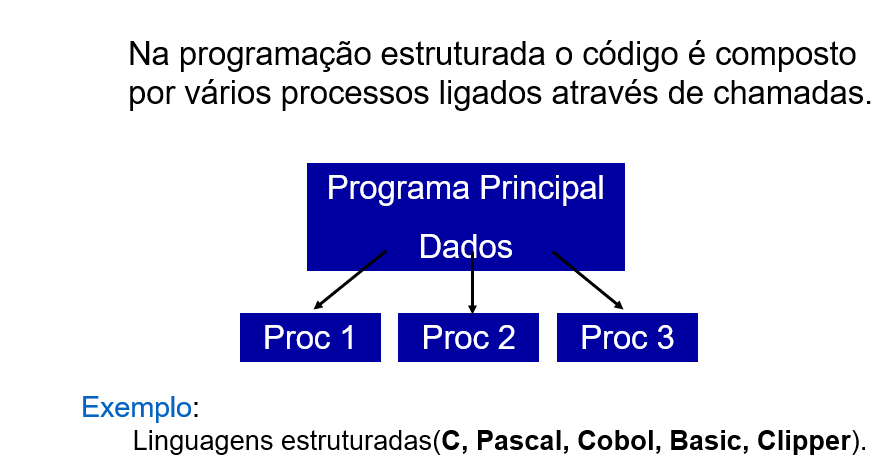 Na programação estruturada o código é composto
por vários processos ligados através de chamadas.
Programa Principal
Dados
Proc 1
Proc 2
Proc 3
Exemplo:
Linguagens estruturadas(C, Pascal, Cobol, Basic, Clipper).